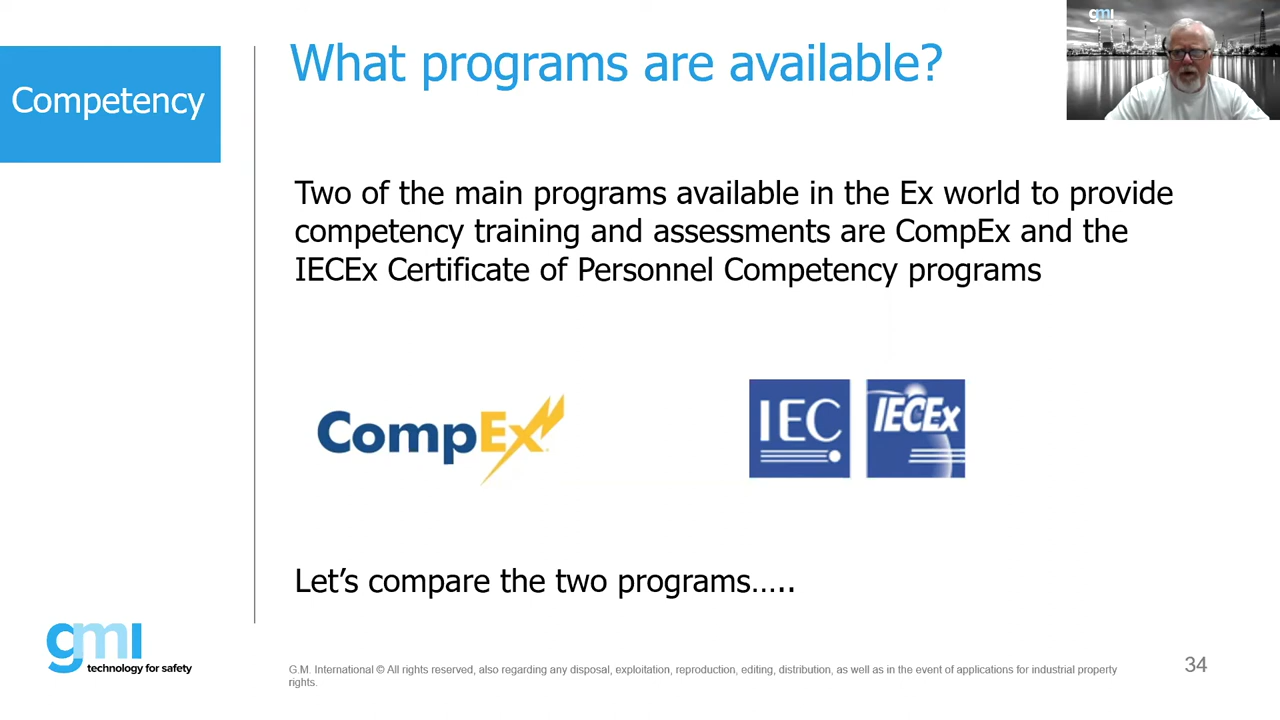 Competency
What programs are available?
gmi
Two of the main programs available in the Ex world to provide
competency training and assessments are CompEx and the
IECEx Certificate of Personnel Competency programs
CompEx
IEC
IECEx
Let’s compare the two programs…..
gmi
technology for safety
G.M. International © All rights reserved, also regarding any disposal, exploitation, reproduction, editing, distribution, as well as in the event of applications for industrial property
rights.
34